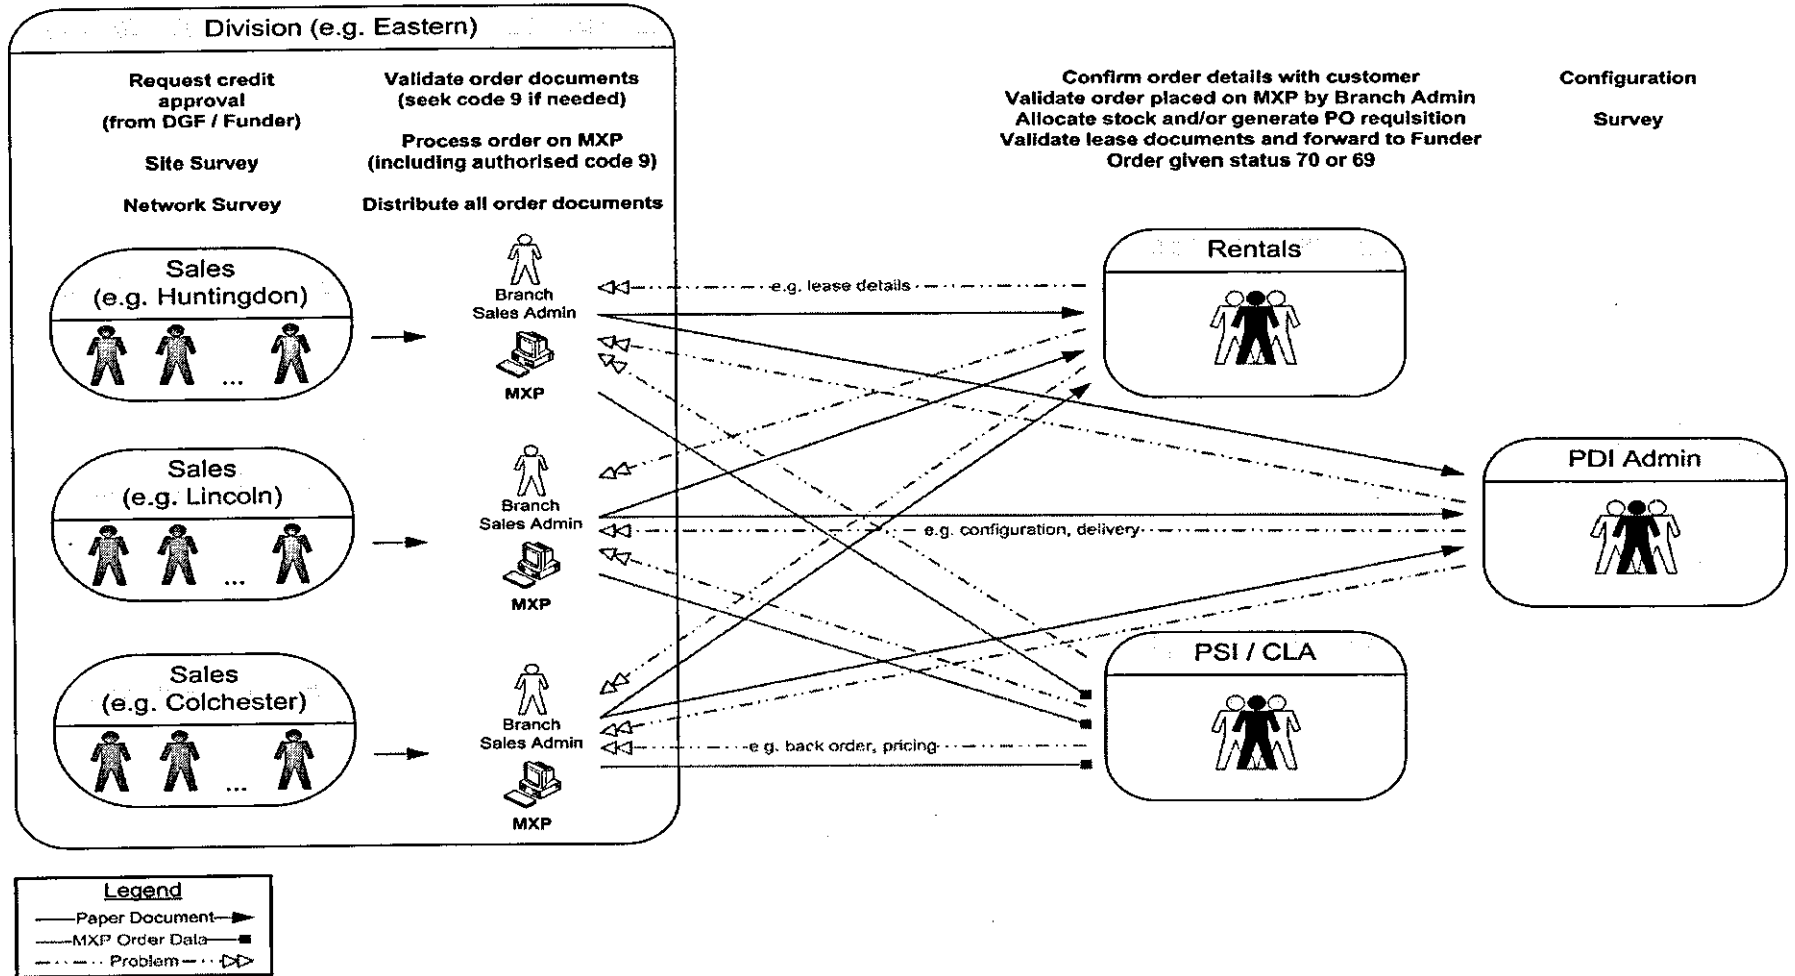 Division (e.g. Eastern)
Request credit
approval
(from DGF / Funder)
Site Survey
Network Survey
Validate order documents
(seek code 9 if needed)
Process order on MXP
(including authorised code 9)
Distribute all order documents
Confirm order details with customer
Validate order placed on MXP by Branch Admin
Allocate stock and/or generate PO requisition
Validate lease documents and forward to Funder
Order given status 70 or 69
Configuration
Survey
Sales
(e.g. Huntingdon)
...
Branch
Sales Admin
MXP
e.g. lease details
Rentals
Sales
(e.g. Lincoln)
...
Branch
Sales Admin
MXP
e.g. configuration, delivery
PDI Admin
Sales
(e.g. Colchester)
...
Branch
Sales Admin
MXP
e.g. back order, pricing
PSI / CLA
Legend
Paper Document
MXP Order Data
Problem